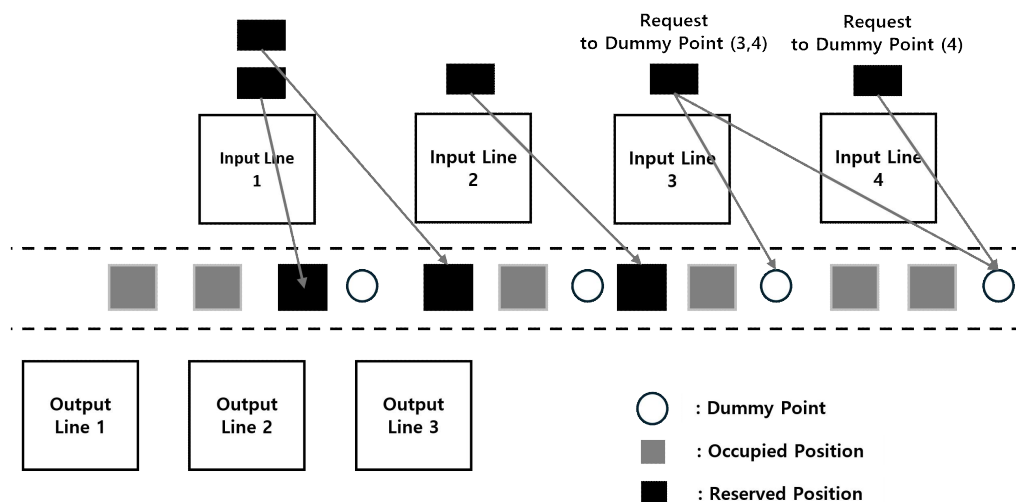 Request
to Dummy Point (3,4)
Request
to Dummy Point (4)
Input Line
1
Input Line
2
Input Line
3
Input Line
4
Output
Line 1
Output
Line 2
Output
Line 3
: Dummy Point
: Occupied Position
: Reserved Position